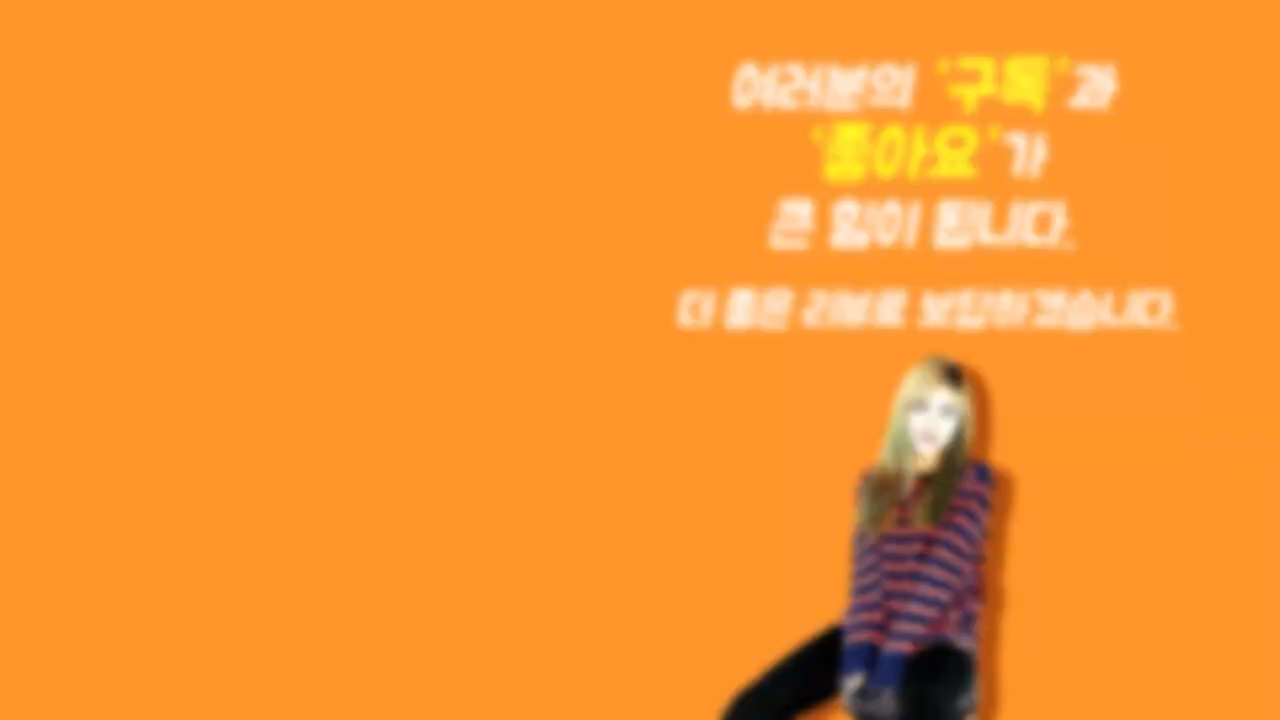 여러분의 '구독'과
'좋아요'가
큰 힘이 됩니다.
더 좋은 리뷰로 보답하겠습니다.